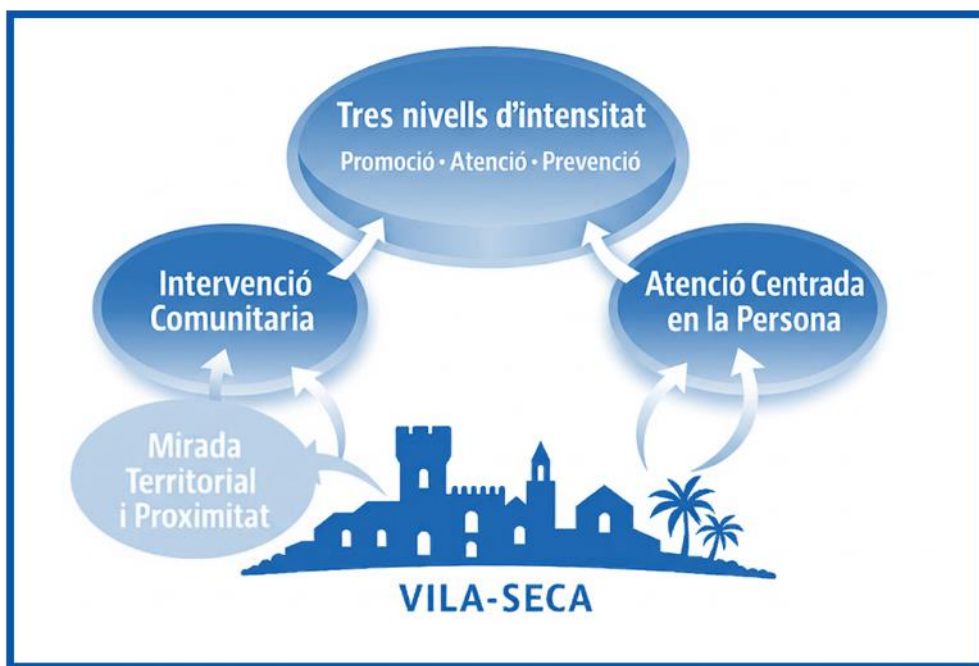 Tres nivells d'intensitat
Promoció · Atenció · Prevenció
Intervenció
Comunitaria
Atenció Centrada
en la Persona
Mirada
Territorial
i Proximitat
VILA-SECA